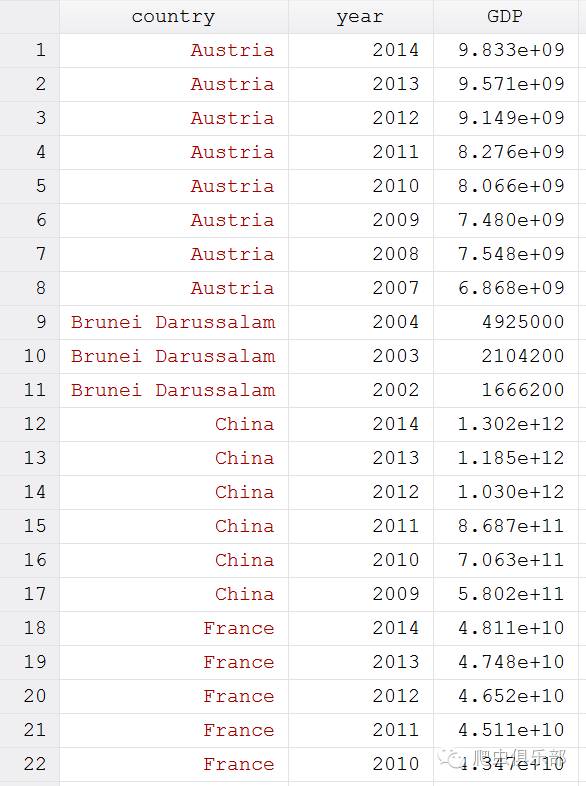 country year GDP
1 Austria 2014 9.833e+09
2 Austria 2013 9.571e+09
3 Austria 2012 9.149e+09
4 Austria 2011 8.276e+09
5 Austria 2010 8.066e+09
6 Austria 2009 7.480e+09
7 Austria 2008 7.548e+09
8 Austria 2007 6.868e+09
9 Brunei Darussalam 2004 4925000
10 Brunei Darussalam 2003 2104200
11 Brunei Darussalam 2002 1666200
12 China 2014 1.302e+12
13 China 2013 1.185e+12
14 China 2012 1.030e+12
15 China 2011 8.687e+11
16 China 2010 7.063e+11
17 China 2009 5.802e+11
18 France 2014 4.811e+10
19 France 2013 4.748e+10
20 France 2012 4.652e+10
21 France 2011 4.511e+10
22 France 2010 4.347e+10
爬虫俱乐部